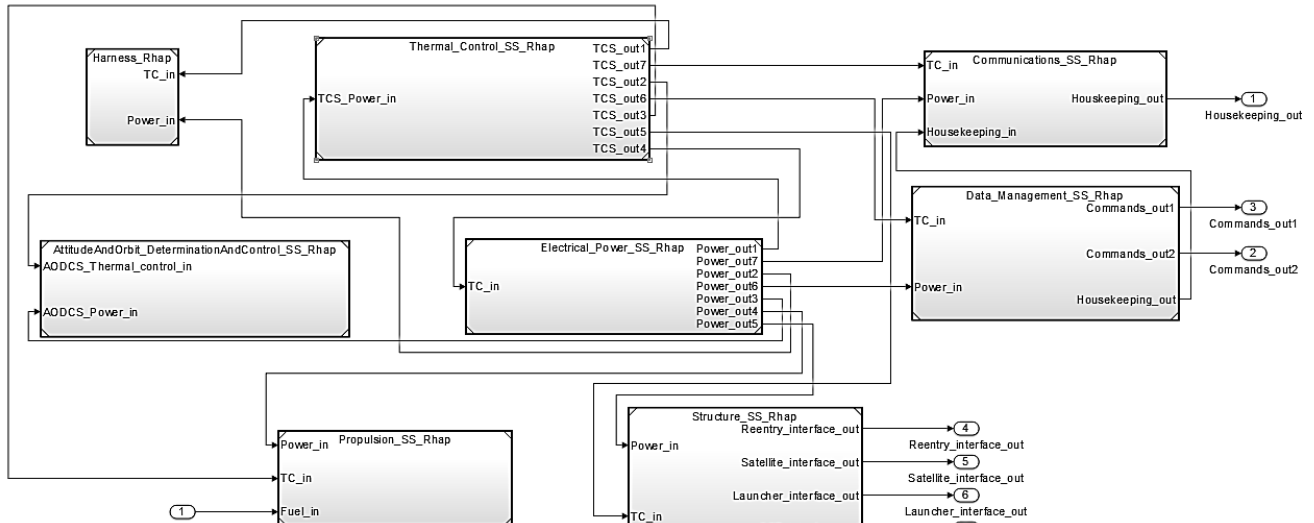 Harness_Rhap
TC_in
Power_in
Thermal_Control_SS_Rhap
TCS_Power_in
TCS_out1
TCS_out7
TCS_out2
TCS_out6
TCS_out3
TCS_out5
TCS_out4
Communications_SS_Rhap
TC_in
Power_in
Housekeeping_in
Houskeeping_out
1
Housekeeping_out
AttitudeAndOrbit_DeterminationAndControl_SS_Rhap
AODCS_Thermal_control_in
AODCS_Power_in
Electrical_Power_SS_Rhap
TC_in
Power_out1
Power_out7
Power_out2
Power_out6
Power_out3
Power_out4
Power_out5
Data_Management_SS_Rhap
TC_in
Power_in
Commands_out1
Commands_out2
Housekeeping_out
3
Commands_out1
2
Commands_out2
Propulsion_SS_Rhap
Power_in
TC_in
Fuel_in
1
Structure_SS_Rhap
Power_in
TC_in
Reentry_interface_out
Satellite_interface_out
Launcher_interface_out
4
Reentry_interface_out
5
Satellite_interface_out
6
Launcher_interface_out